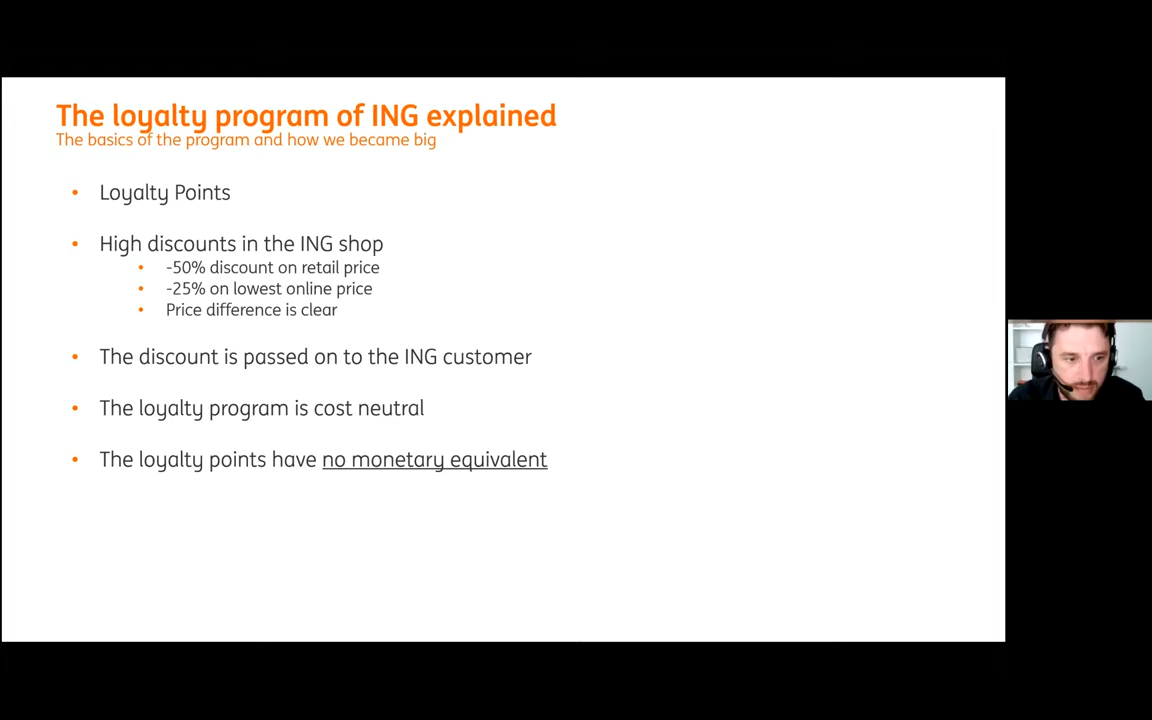 The loyalty program of ING explained
The basics of the program and how we became big
Loyalty Points
High discounts in the ING shop
-50% discount on retail price
-25% on lowest online price
Price difference is clear
The discount is passed on to the ING customer
The loyalty program is cost neutral
The loyalty points have no monetary equivalent